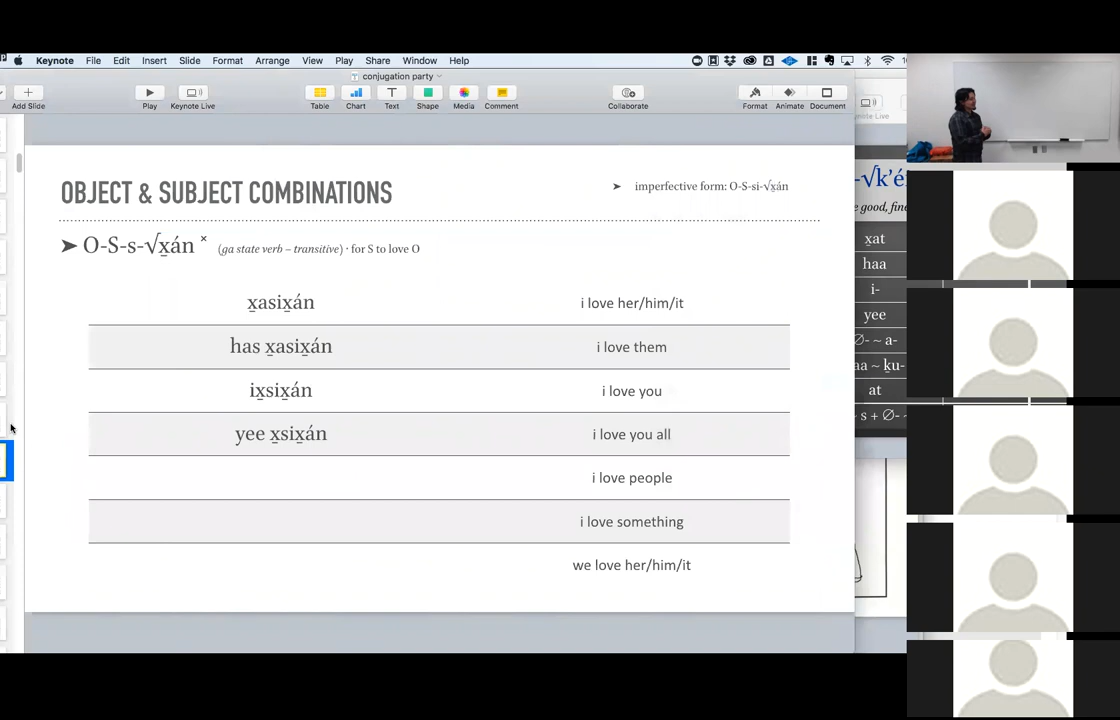 Keynote File Edit Insert Slide Format Arrange View Play Share Window Help
conjugation party
Add Slide Play Keynote Live Table Chart Text Shape Media Comment Collaborate Format Animate Document
OBJECT & SUBJECT COMBINATIONS
➤ imperfective form: O-S-si-√x̱án
➤ O-S-s-√x̱án × (ga state verb – transitive) · for S to love O
x̱asix̱án i love her/him/it
has x̱asix̱án i love them
ix̱six̱án i love you
yee x̱six̱án i love you all
i love people
i love something
we love her/him/it
x̱at
haa
i-
yee
∅- ~ a-
at